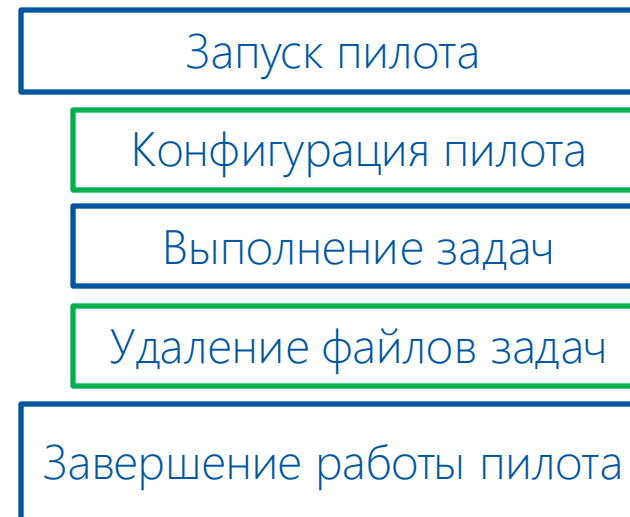 Запуск пилота
Конфигурация пилота
Выполнение задач
Удаление файлов задач
Завершение работы пилота